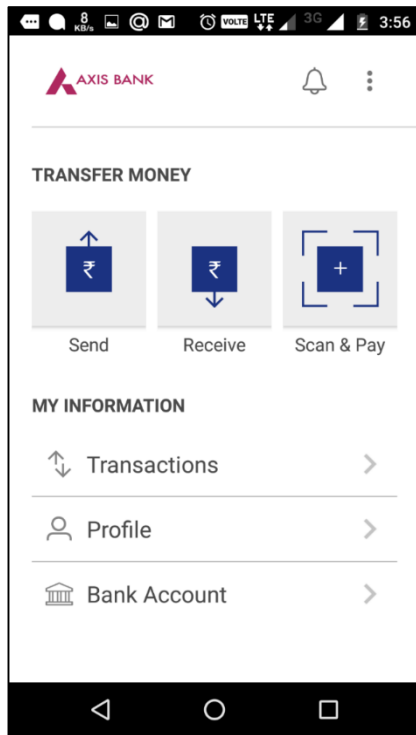 8 KB/s VOLTE LTE 3G 3:56
AXIS BANK
TRANSFER MONEY
₹ ₹ +
Send Receive Scan & Pay
MY INFORMATION
Transactions
Profile
Bank Account